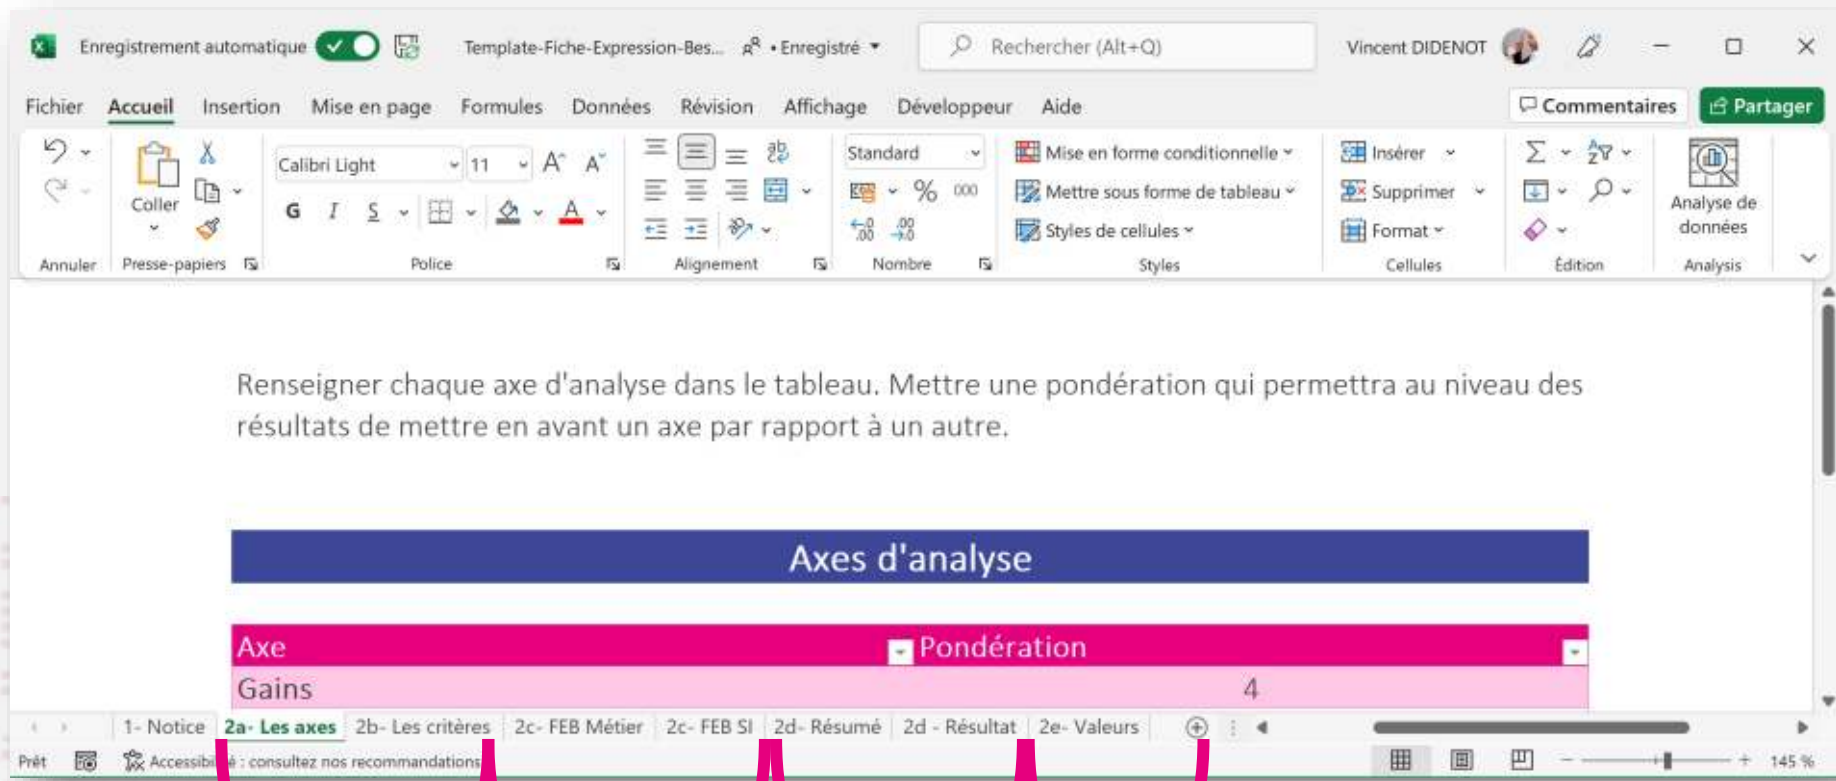 Enregistrement automatique Template-Fiche-Expression-Bes... • Enregistré Rechercher (Alt+Q) Vincent DIDENOT
Fichier Accueil Insertion Mise en page Formules Données Révision Affichage Développeur Aide Commentaires Partager
Calibri Light 11 A A Standard Mise en forme conditionnelle Insérer
Coller G I S A % 000 Mettre sous forme de tableau Supprimer Analyse de données
Styles de cellules Format
Annuler Presse-papiers Police Alignement Nombre Styles Cellules Édition Analysis
Renseigner chaque axe d'analyse dans le tableau. Mettre une pondération qui permettra au niveau des
résultats de mettre en avant un axe par rapport à un autre.
Axes d'analyse
Axe Pondération
Gains 4
1- Notice 2a- Les axes 2b- Les critères 2c- FEB Métier 2c- FEB SI 2d- Résumé 2d - Résultat 2e- Valeurs
Prêt Accessibilité : consultez nos recommandations 145 %